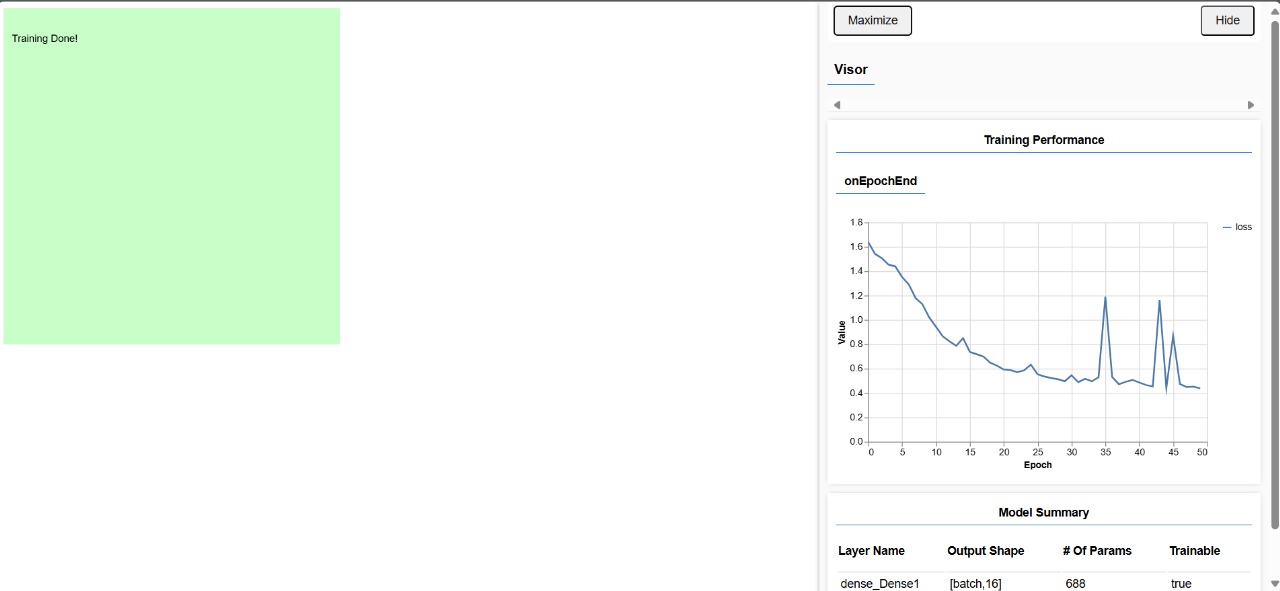 Training Done!
Maximize
Hide
Visor
Training Performance
onEpochEnd
1.8
1.6
1.4
1.2
1.0
0.8
0.6
0.4
0.2
0.0
Value
0 5 10 15 20 25 30 35 40 45 50
Epoch
loss
Model Summary
Layer Name Output Shape # Of Params Trainable
dense_Dense1 [batch,16] 688 true